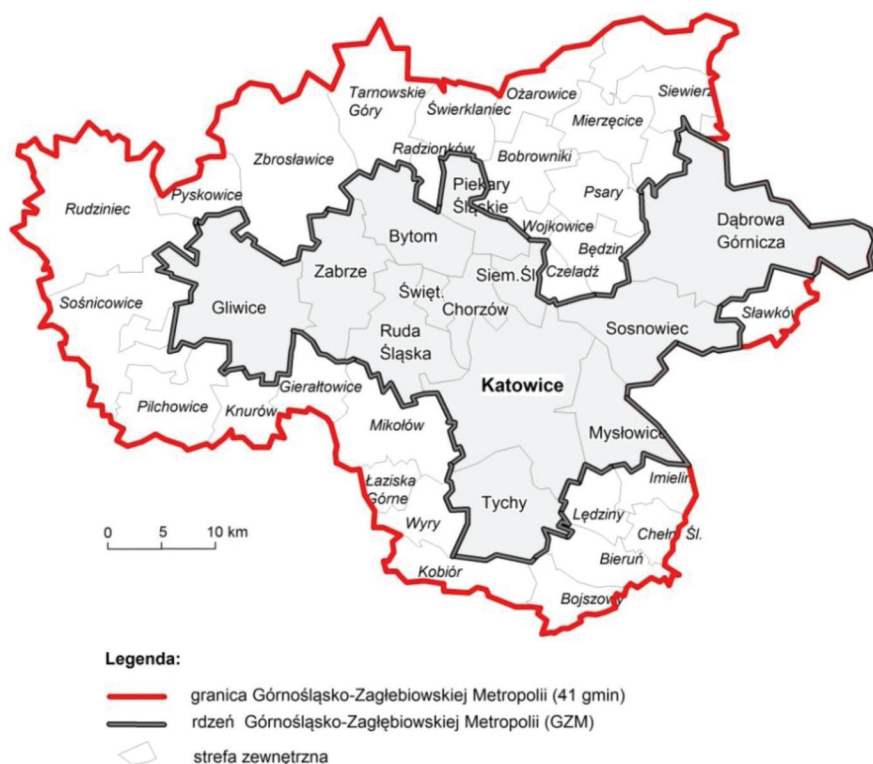 Tarnowskie
Góry
Świerklaniec
Ożarowice
Siewierz
Mierzęcice
Radzionków
Bobrowniki
Zbrosławice
Pyskowice
Piekary
Śląskie
Psary
Rudziniec
Dąbrowa
Górnicza
Bytom
Wojkowice
Będzin
Zabrze
Siem.Śl
Czeladź
Sośnicowice
Gliwice
Święt.
Chorzów
Sławków
Sosnowiec
Ruda
Śląska
Katowice
Gierałtowice
Pilchowice
Knurów
Mikołów
Mysłowice
Imielin
Łaziska
Górne
Tychy
Lędziny
Wyry
Chełm Śl.
Bieruń
Kobiór
Bojszowy
0 5 10 km
Legenda:
granica Górnośląsko-Zagłebiowskiej Metropolii (41 gmin)
rdzeń Górnośląsko-Zagłębiowskiej Metropolii (GZM)
strefa zewnętrzna